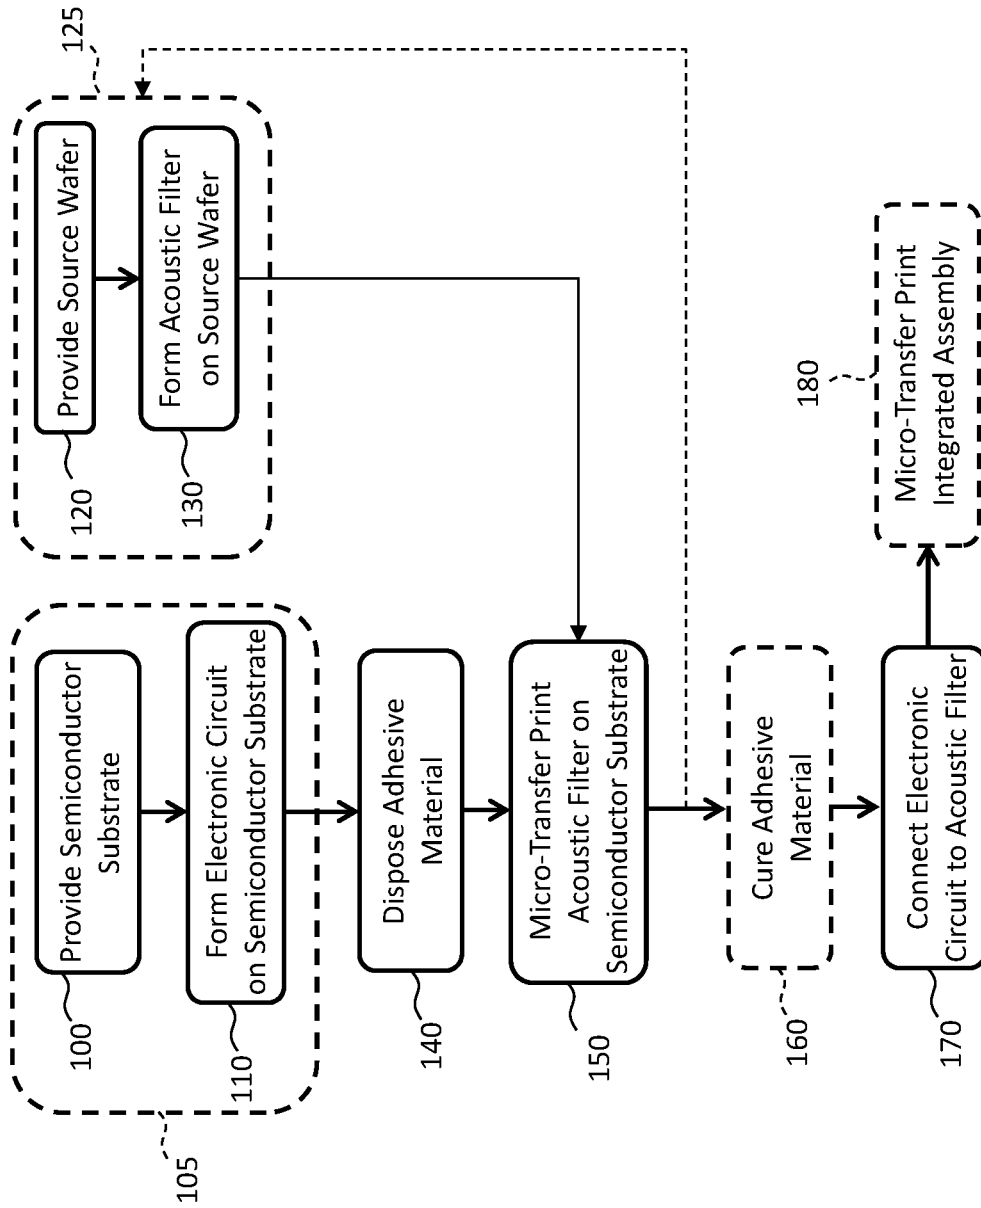 105
100
Provide Semiconductor
Substrate
110
Form Electronic Circuit
on Semiconductor Substrate
125
120
Provide Source Wafer
130
Form Acoustic Filter
on Source Wafer
140
Dispose Adhesive
Material
150
Micro-Transfer Print
Acoustic Filter on
Semiconductor Substrate
160
Cure Adhesive
Material
170
Connect Electronic
Circuit to Acoustic Filter
180
Micro-Transfer Print
Integrated Assembly